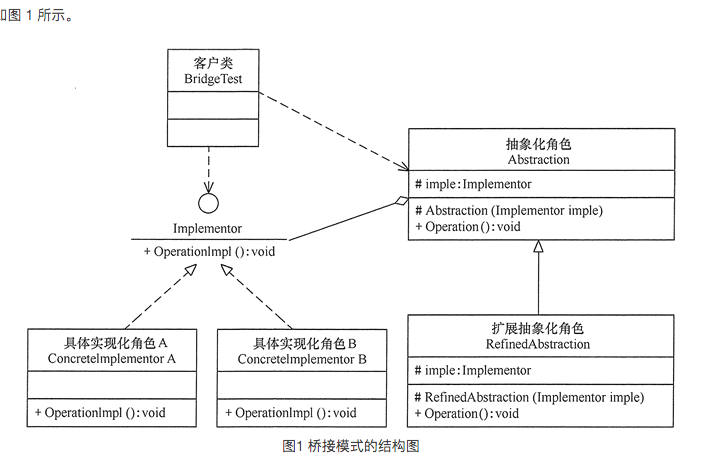 如图 1 所示。
客户类
BridgeTest
抽象化角色
Abstraction
# imple:Implementor
# Abstraction (Implementor imple)
+ Operation():void
Implementor
+ OperationImpl ():void
具体实现化角色A
ConcreteImplementor A
+ OperationImpl ():void
具体实现化角色B
ConcreteImplementor B
+ OperationImpl ():void
扩展抽象化角色
RefinedAbstraction
# imple:Implementor
# RefinedAbstraction (Implementor imple)
+ Operation():void
图1 桥接模式的结构图